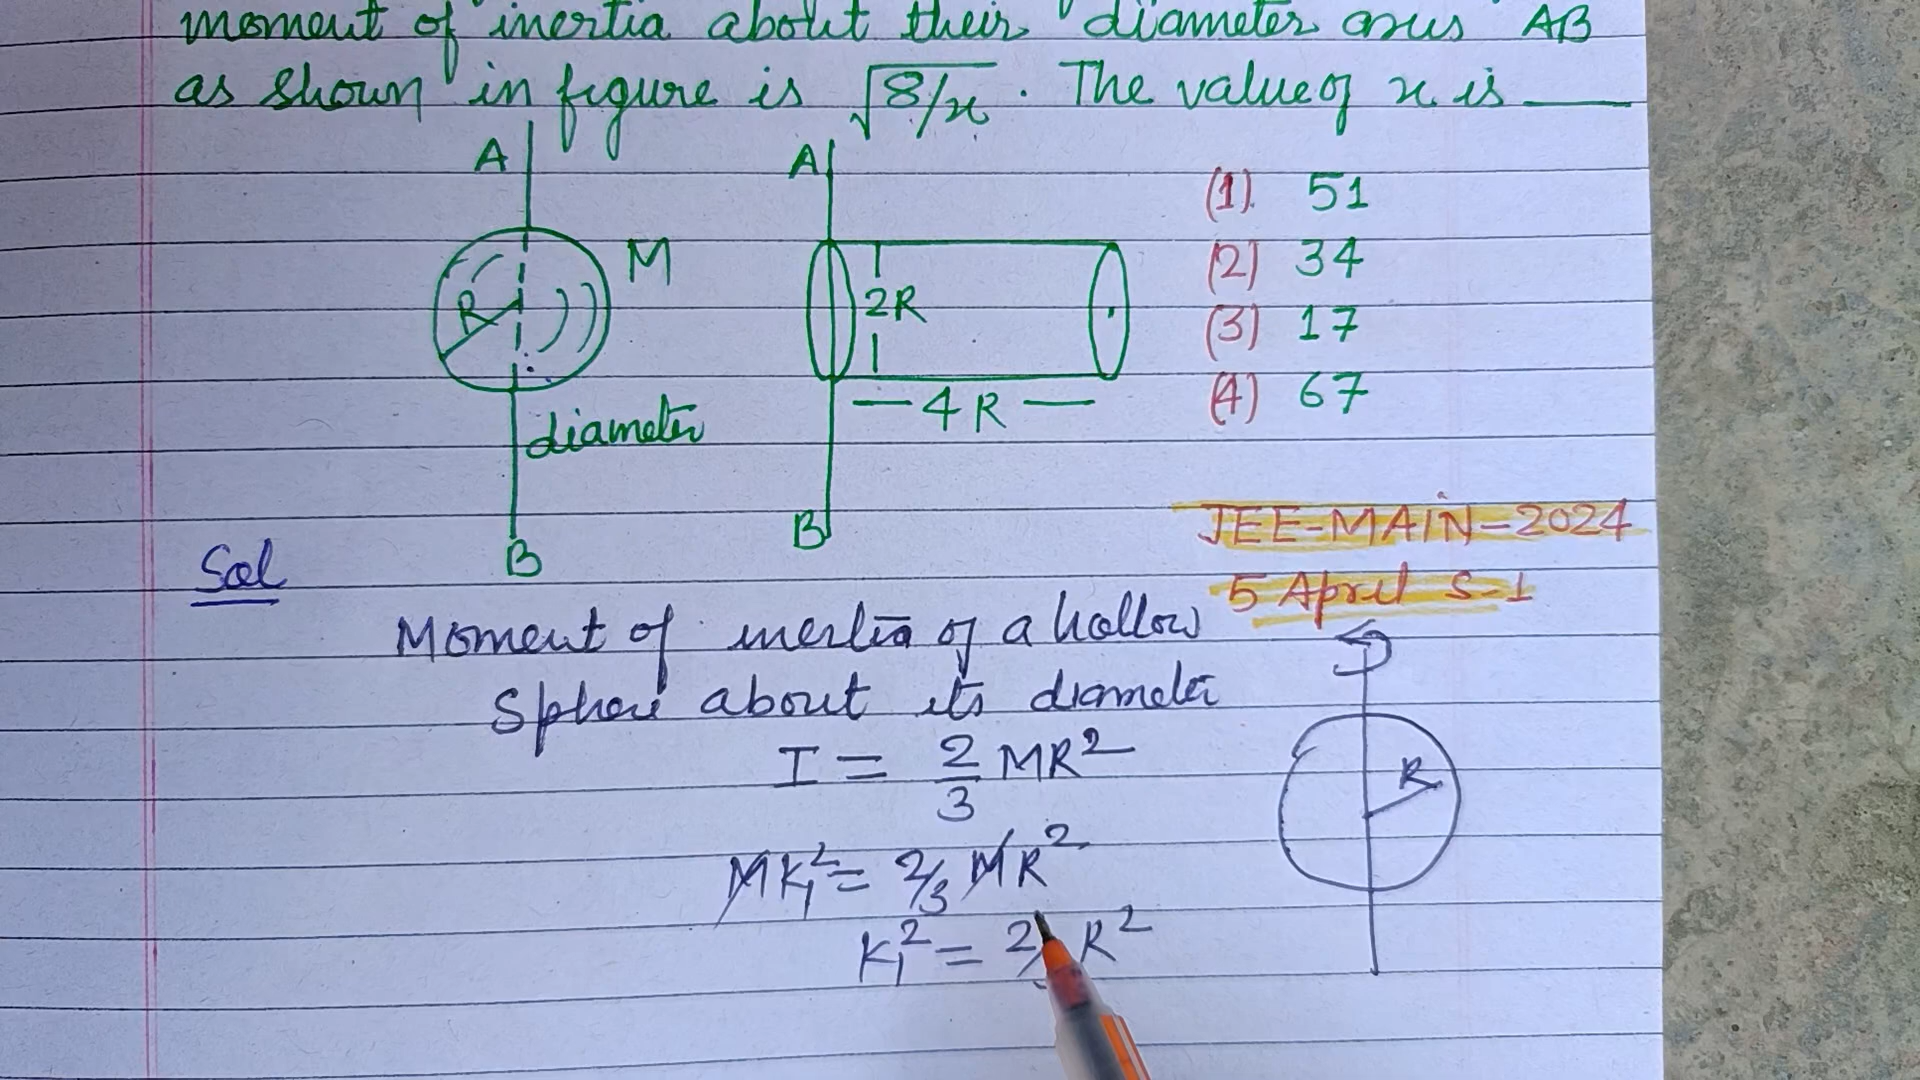 moment of inertia about their diameter axis AB
as shown in figure is √8/x. The value of x is ____
A
A
(1) 51
M
R
2R
(2) 34
(3) 17
4R
(4) 67
diameter
B
B
JEE-MAIN-2024
5 April S-1
Sol
Moment of inertia of a hollow
Sphere about its diameter
I = 2/3 MR²
R
MK₁² = 2/3 MR²
K₁² = 2/ R²